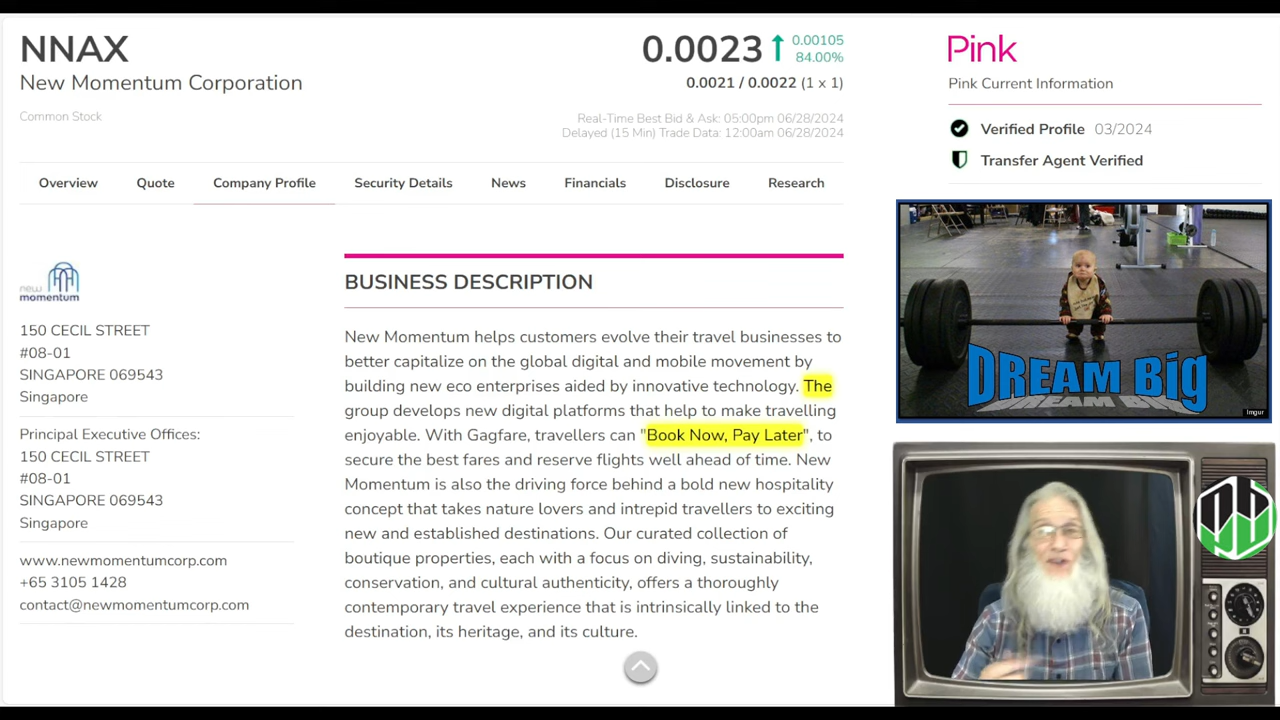 NNAX
New Momentum Corporation
Common Stock
0.0023
0.00105
84.00%
0.0021 / 0.0022 (1 x 1)
Real-Time Best Bid & Ask: 05:00pm 06/28/2024
Delayed (15 Min) Trade Data: 12:00am 06/28/2024
Pink
Pink Current Information
Verified Profile 03/2024
Transfer Agent Verified
Overview Quote Company Profile Security Details News Financials Disclosure Research
new
momentum
150 CECIL STREET
#08-01
SINGAPORE 069543
Singapore
Principal Executive Offices:
150 CECIL STREET
#08-01
SINGAPORE 069543
Singapore
www.newmomentumcorp.com
+65 3105 1428
contact@newmomentumcorp.com
BUSINESS DESCRIPTION
New Momentum helps customers evolve their travel businesses to
better capitalize on the global digital and mobile movement by
building new eco enterprises aided by innovative technology. The
group develops new digital platforms that help to make travelling
enjoyable. With Gagfare, travellers can "Book Now, Pay Later", to
secure the best fares and reserve flights well ahead of time. New
Momentum is also the driving force behind a bold new hospitality
concept that takes nature lovers and intrepid travellers to exciting
new and established destinations. Our curated collection of
boutique properties, each with a focus on diving, sustainability,
conservation, and cultural authenticity, offers a thoroughly
contemporary travel experience that is intrinsically linked to the
destination, its heritage, and its culture.
DREAM Big
Imgur